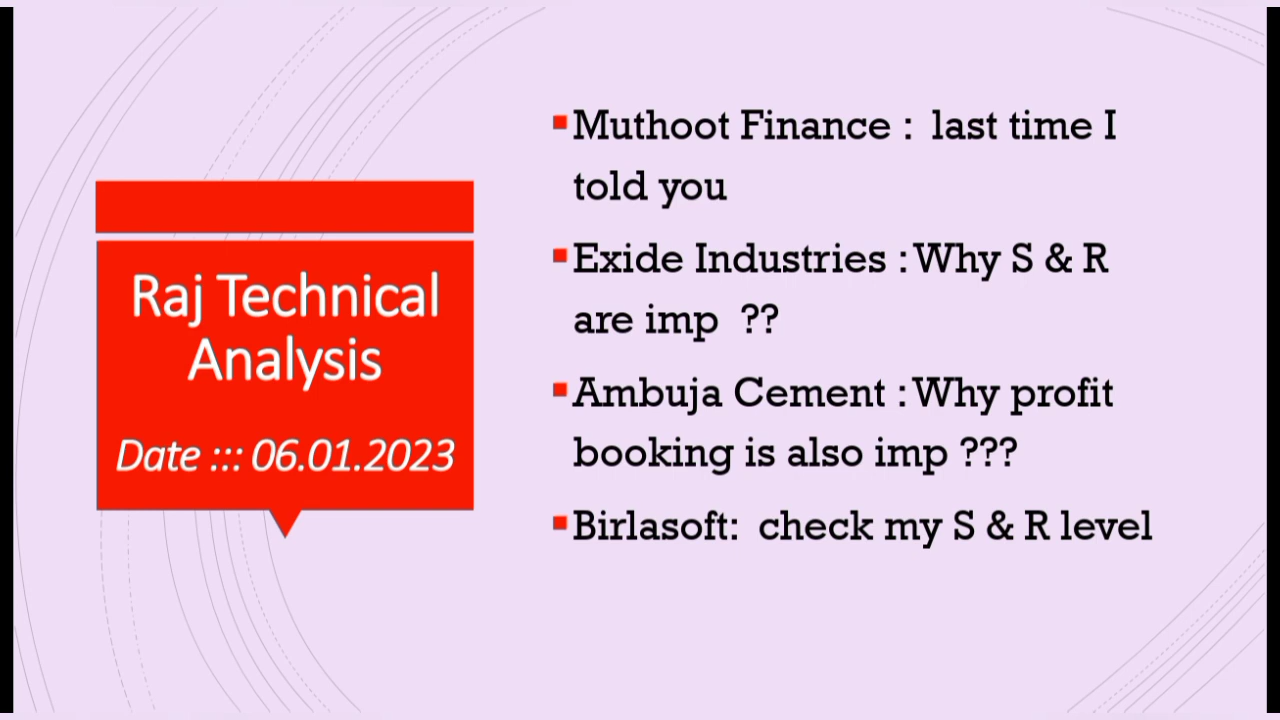 Raj Technical
Analysis
Date ::: 06.01.2023
Muthoot Finance : last time I
told you
Exide Industries : Why S & R
are imp ??
Ambuja Cement : Why profit
booking is also imp ???
Birlasoft: check my S & R level